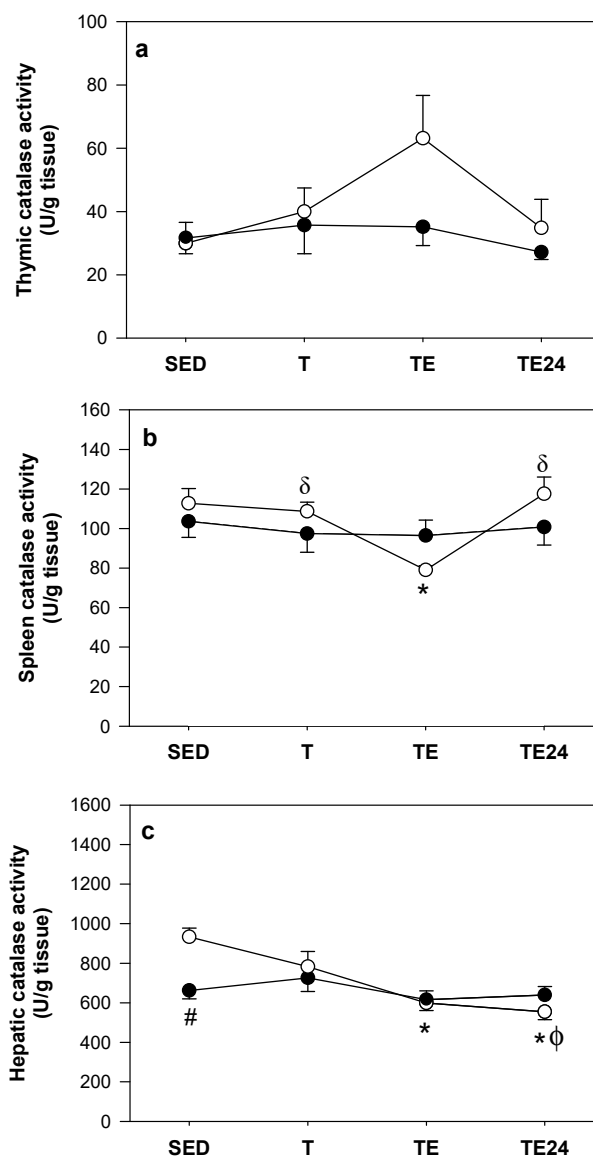 a
Thymic catalase activity
(U/g tissue)
100
80
60
40
20
0
SED T TE TE24
b
Spleen catalase activity
(U/g tissue)
160
140
120
100
80
60
40
20
0
δ
δ
*
SED T TE TE24
c
Hepatic catalase activity
(U/g tissue)
1600
1400
1200
1000
800
600
400
200
0
#
*
* ϕ
SED T TE TE24